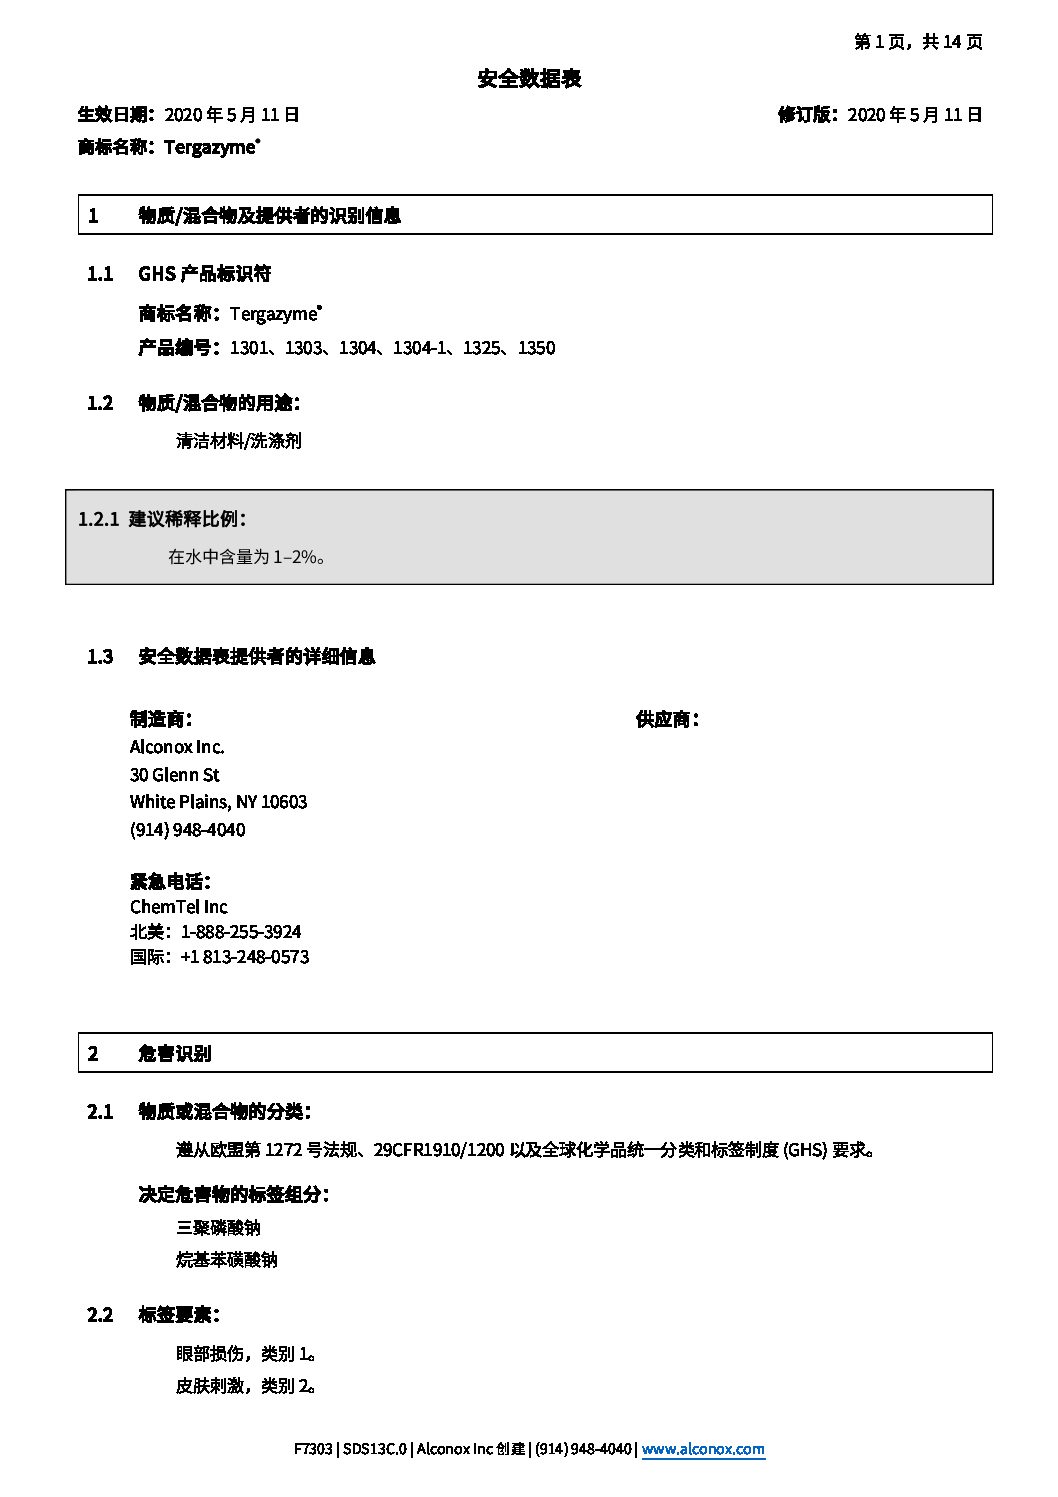 第 1 页，共 14 页
安全数据表
生效日期：2020 年 5 月 11 日 修订版：2020 年 5 月 11 日
商标名称：Tergazyme®
1 物质/混合物及提供者的识别信息
1.1 GHS 产品标识符
商标名称：Tergazyme®
产品编号：1301、1303、1304、1304-1、1325、1350
1.2 物质/混合物的用途：
清洁材料/洗涤剂
1.2.1 建议稀释比例：
在水中含量为 1–2%。
1.3 安全数据表提供者的详细信息
制造商： 供应商：
Alconox Inc.
30 Glenn St
White Plains, NY 10603
(914) 948-4040
紧急电话：
ChemTel Inc
北美：1-888-255-3924
国际：+1 813-248-0573
2 危害识别
2.1 物质或混合物的分类：
遵从欧盟第 1272 号法规、29CFR1910/1200 以及全球化学品统一分类和标签制度 (GHS) 要求。
决定危害物的标签组分：
三聚磷酸钠
烷基苯磺酸钠
2.2 标签要素：
眼部损伤，类别 1。
皮肤刺激，类别 2。
F7303 | SDS13C.0 | Alconox Inc 创建 | (914) 948-4040 | www.alconox.com